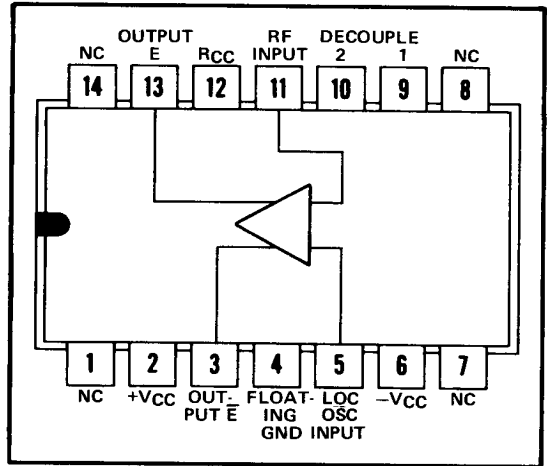 OUTPUT RF DECOUPLE
NC E RCC INPUT 2 1 NC
14 13 12 11 10 9 8
1 2 3 4 5 6 7
NC +VCC OUT- FLOAT- LOC –VCC NC
PUT E̅ ING OSC
GND INPUT